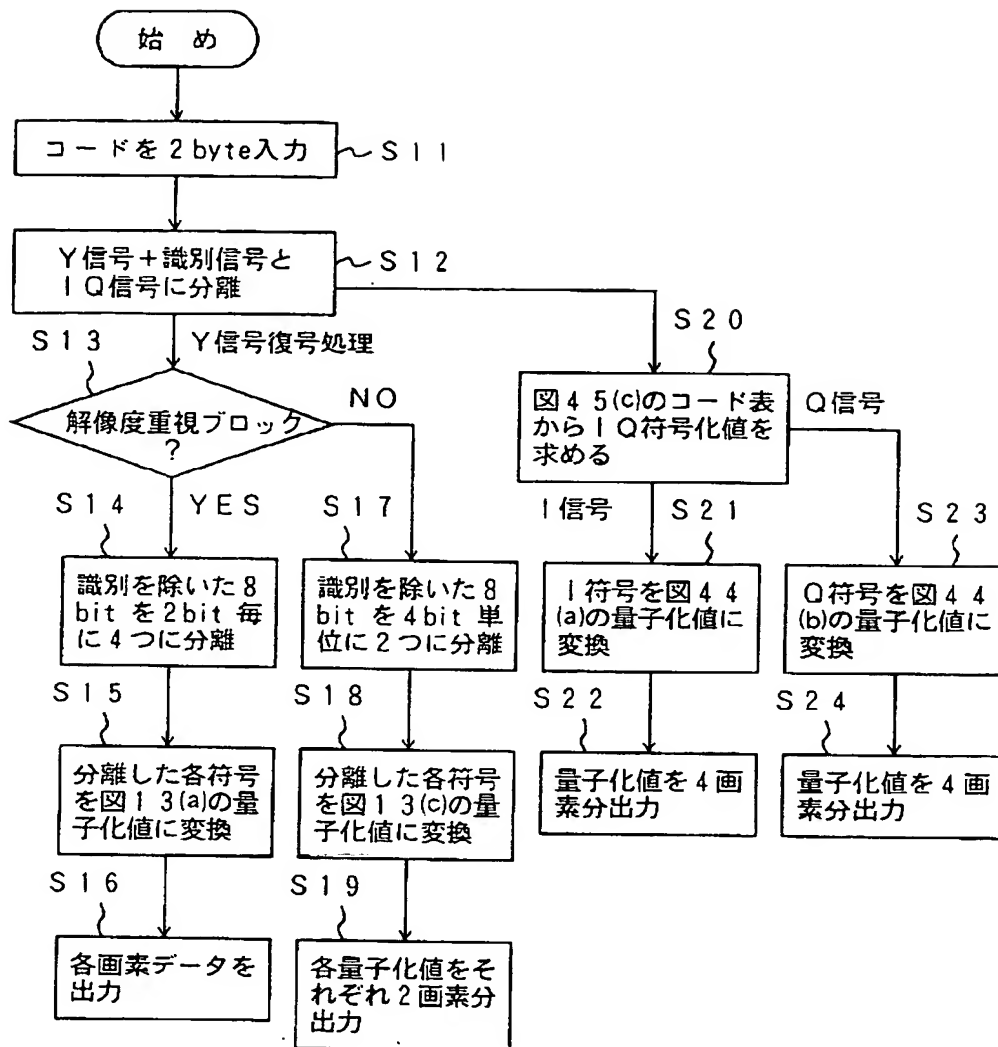 始 め
コードを2byte入力
S11
Y信号+識別信号と
IQ信号に分離
S12
S13
Y信号復号処理
解像度重視ブロック
?
NO
YES
S14
識別を除いた8
bitを2bit毎
に4つに分離
S15
分離した各符号
を図13(a)の量
子化値に変換
S16
各画素データを
出力
S17
識別を除いた8
bitを4bit単
位に2つに分離
S18
分離した各符号
を図13(c)の量
子化値に変換
S19
各量子化値をそ
れぞれ2画素分
出力
S20
図45(c)のコード表
からIQ符号化値を
求める
I信号
Q信号
S21
I符号を図44
(a)の量子化値に
変換
S22
量子化値を4画
素分出力
S23
Q符号を図44
(b)の量子化値に
変換
S24
量子化値を4画
素分出力